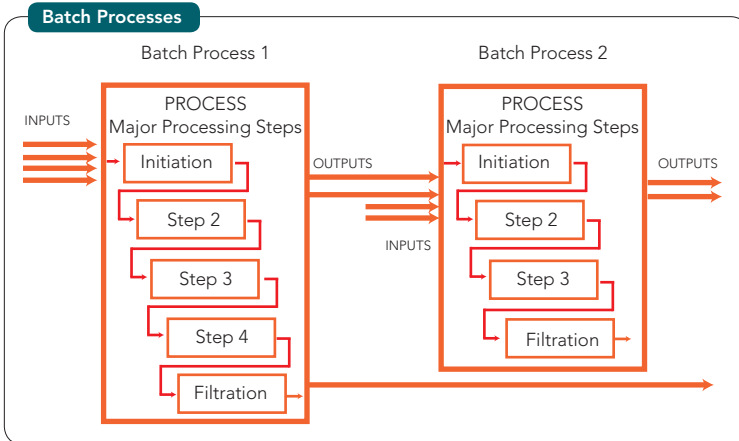 Batch Processes
Batch Process 1
Batch Process 2
INPUTS
PROCESS
Major Processing Steps
Initiation
Step 2
Step 3
Step 4
Filtration
OUTPUTS
INPUTS
PROCESS
Major Processing Steps
Initiation
Step 2
Step 3
Filtration
OUTPUTS